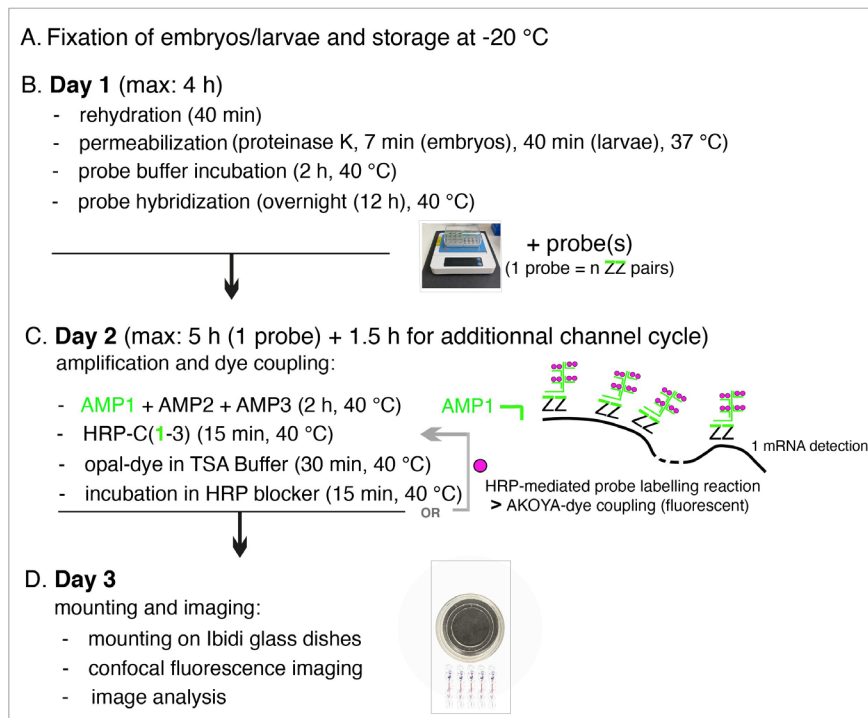 A. Fixation of embryos/larvae and storage at -20 °C
B. Day 1 (max: 4 h)
- rehydration (40 min)
- permeabilization (proteinase K, 7 min (embryos), 40 min (larvae), 37 °C)
- probe buffer incubation (2 h, 40 °C)
- probe hybridization (overnight (12 h), 40 °C)
+ probe(s)
(1 probe = n ZZ pairs)
C. Day 2 (max: 5 h (1 probe) + 1.5 h for additionnal channel cycle)
amplification and dye coupling:
- AMP1 + AMP2 + AMP3 (2 h, 40 °C)
- HRP-C(1-3) (15 min, 40 °C)
- opal-dye in TSA Buffer (30 min, 40 °C)
- incubation in HRP blocker (15 min, 40 °C)
OR
AMP1
ZZ
ZZ
ZZ
ZZ
1 mRNA detection
HRP-mediated probe labelling reaction
> AKOYA-dye coupling (fluorescent)
D. Day 3
mounting and imaging:
- mounting on Ibidi glass dishes
- confocal fluorescence imaging
- image analysis